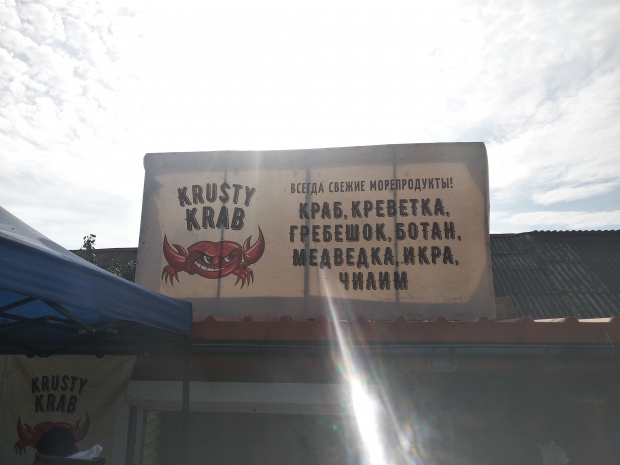 KRUSTY
KRAB
ВСЕГДА СВЕЖИЕ МОРЕПРОДУКТЫ!
КРАБ, КРЕВЕТКА,
ГРЕБЕШОК, БОТАН,
МЕДВЕДКА, ИКРА,
ЧИЛИМ
KRUSTY
KRAB